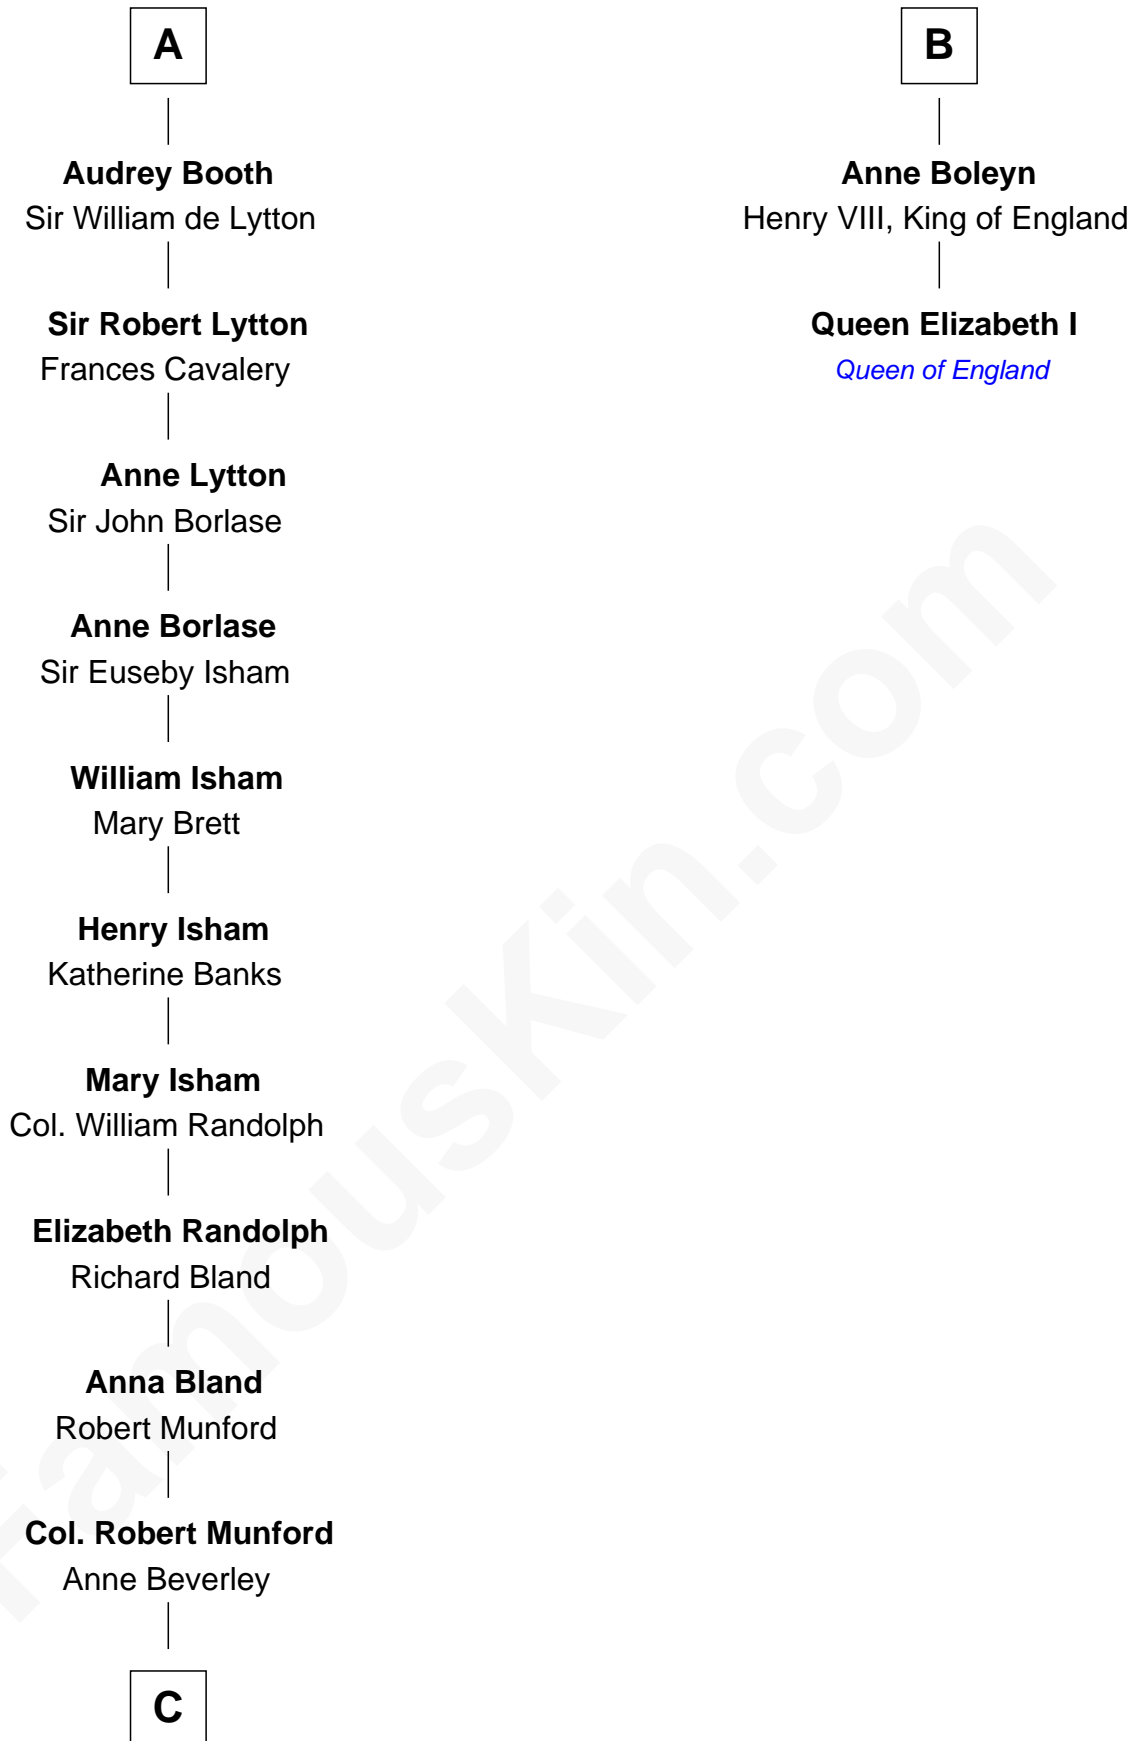 A
Audrey Booth
Sir William de Lytton
Sir Robert Lytton
Frances Cavalery
Anne Lytton
Sir John Borlase
Anne Borlase
Sir Euseby Isham
William Isham
Mary Brett
Henry Isham
Katherine Banks
Mary Isham
Col. William Randolph
Elizabeth Randolph
Richard Bland
Anna Bland
Robert Munford
Col. Robert Munford
Anne Beverley
C
B
Anne Boleyn
Henry VIII, King of England
Queen Elizabeth I
Queen of England
FamousKin.com